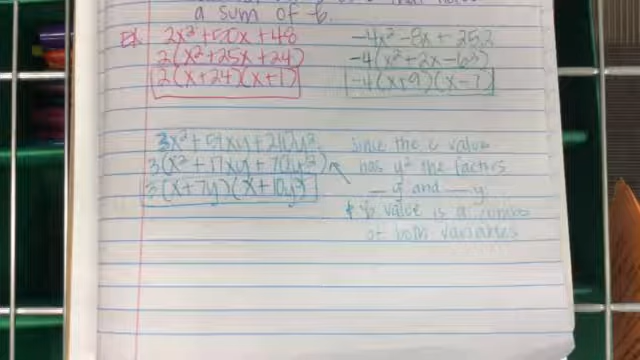 a sum of -6.
Ex 2x² + 50x + 48
2(x² + 25x + 24)
2(x+24)(x+1)
-4x² - 8x + 252
-4(x² + 2x - 63)
-4(x+9)(x-7)
3x² + 51xy + 210y²
3(x² + 17xy + 70y²)
3(x+7y)(x+10y)
Since the c value
has y² the factors
__ y and __ y.
value is a
of both variables